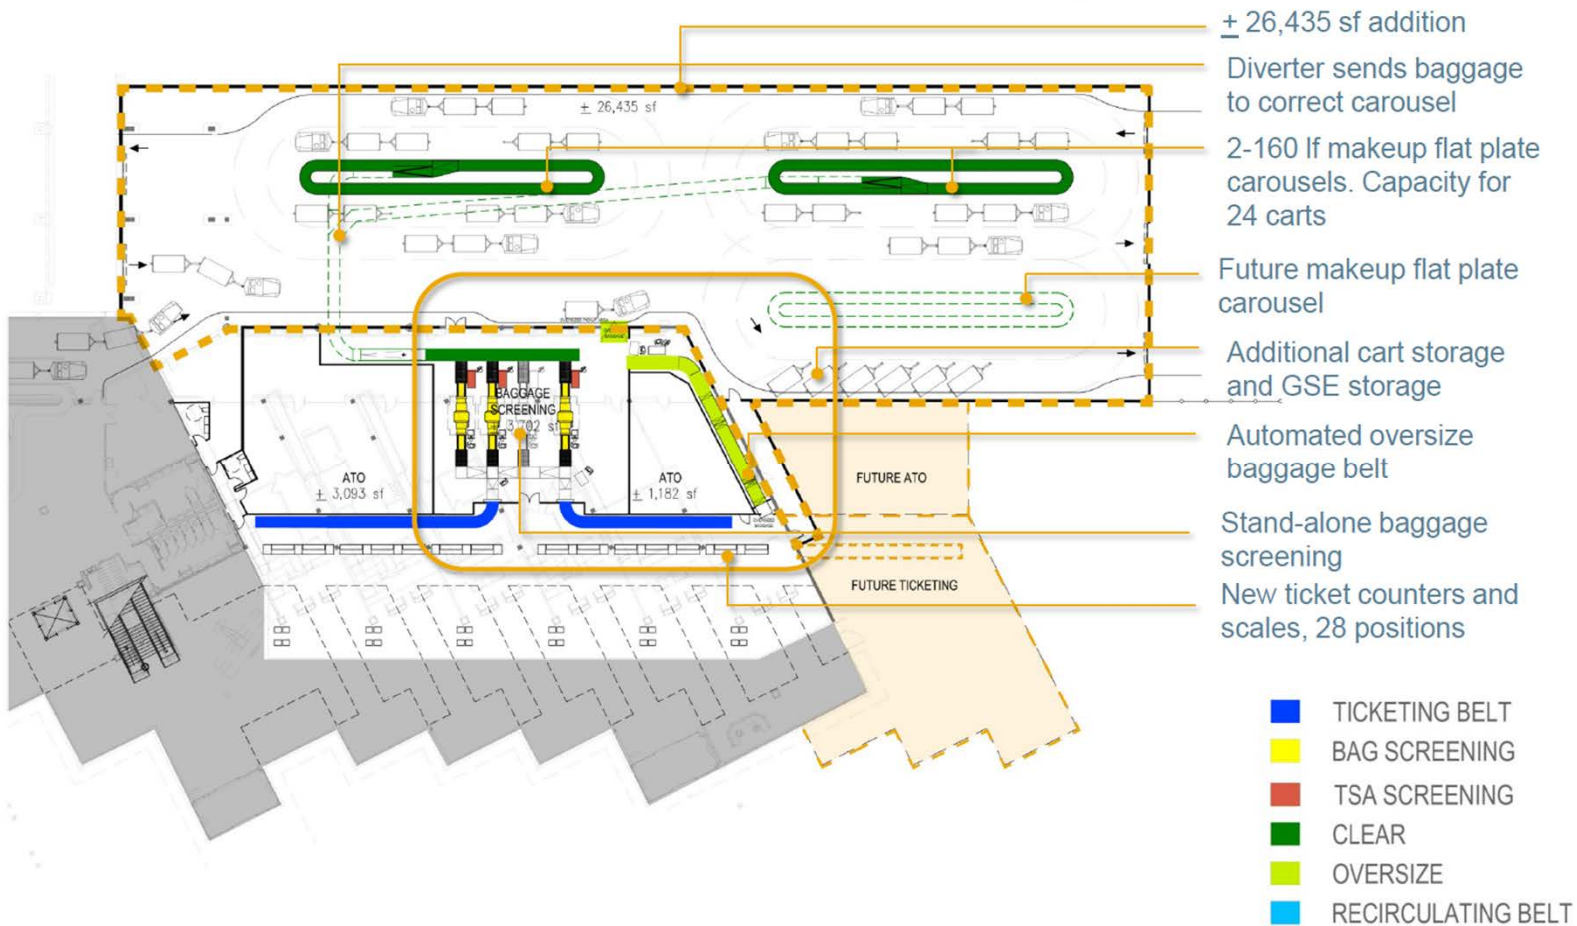 ± 26,435 sf addition
Diverter sends baggage
to correct carousel
2-160 lf makeup flat plate
carousels. Capacity for
24 carts
Future makeup flat plate
carousel
Additional cart storage
and GSE storage
Automated oversize
baggage belt
Stand-alone baggage
screening
New ticket counters and
scales, 28 positions
± 26,435 sf
BAGGAGE
SCREENING
3,702 sf
ATO
± 3,093 sf
ATO
± 1,182 sf
FUTURE ATO
FUTURE TICKETING
TICKETING BELT
BAG SCREENING
TSA SCREENING
CLEAR
OVERSIZE
RECIRCULATING BELT